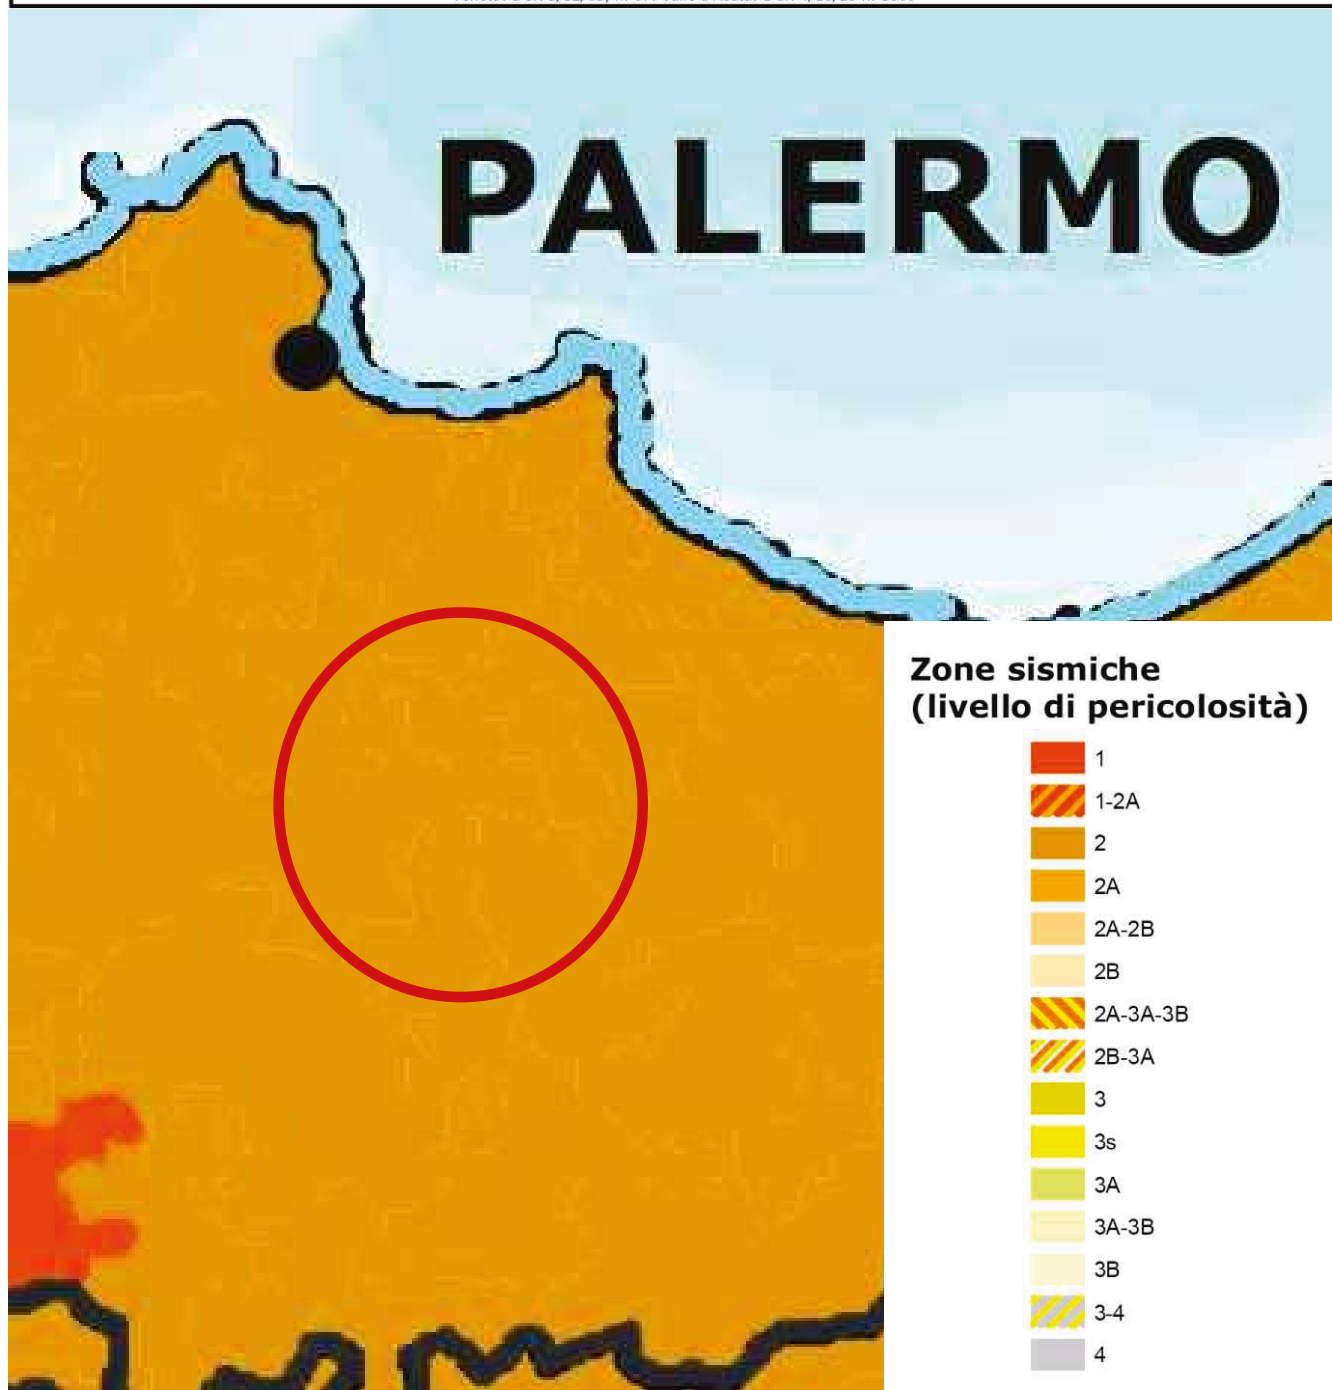 PALERMO
Zone sismiche
(livello di pericolosità)
1
1-2A
2
2A
2A-2B
2B
2A-3A-3B
2B-3A
3
3s
3A
3A-3B
3B
3-4
4